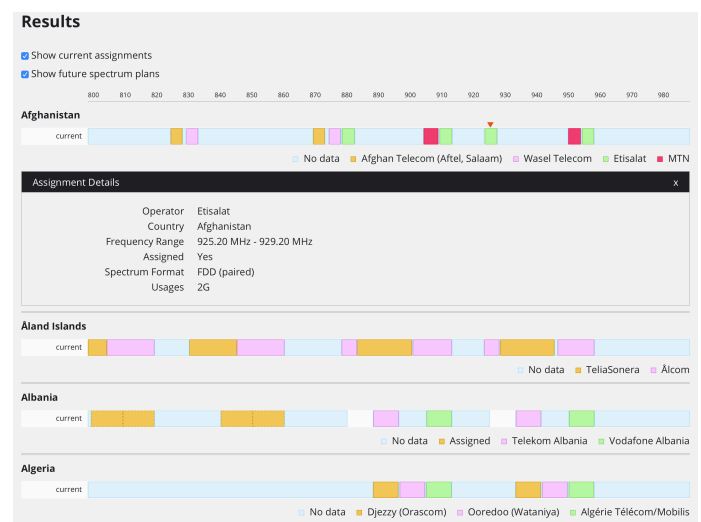 Results
Show current assignments
Show future spectrum plans
800 810 820 830 840 850 860 870 880 890 900 910 920 930 940 950 960 970 980
Afghanistan
current
No data Afghan Telecom (Aftel, Salaam) Wasel Telecom Etisalat MTN
Assignment Details x
Operator Etisalat
Country Afghanistan
Frequency Range 925.20 MHz - 929.20 MHz
Assigned Yes
Spectrum Format FDD (paired)
Usages 2G
Åland Islands
current
No data TeliaSonera Ålcom
Albania
current
No data Assigned Telekom Albania Vodafone Albania
Algeria
current
No data Djezzy (Orascom) Ooredoo (Wataniya) Algérie Télécom/Mobilis